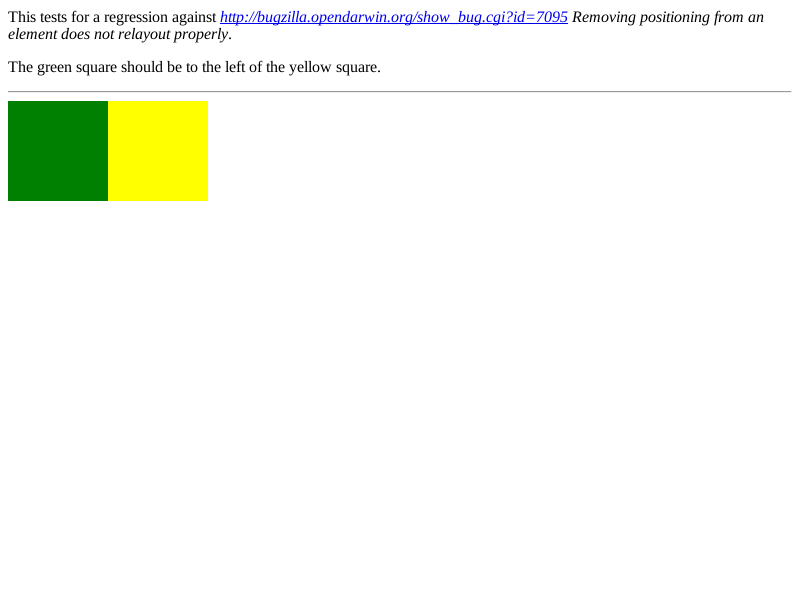 This tests for a regression against http://bugzilla.opendarwin.org/show_bug.cgi?id=7095 Removing positioning from an
element does not relayout properly.
The green square should be to the left of the yellow square.